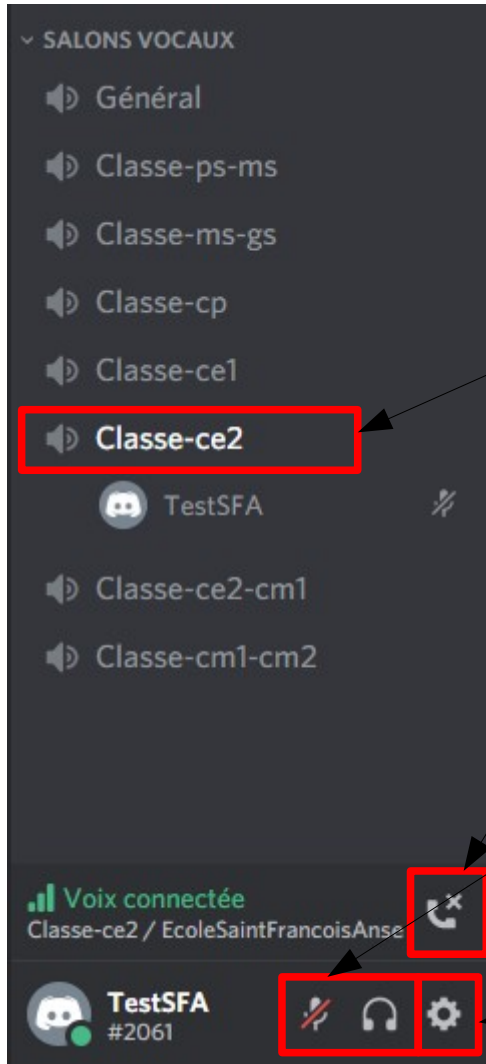 SALONS VOCAUX
Général
Classe-ps-ms
Classe-ms-gs
Classe-cp
Classe-ce1
Classe-ce2
TestSFA
Classe-ce2-cm1
Classe-cm1-cm2
Voix connectée
Classe-ce2 / EcoleSaintFrancoisAnse
TestSFA
#2061